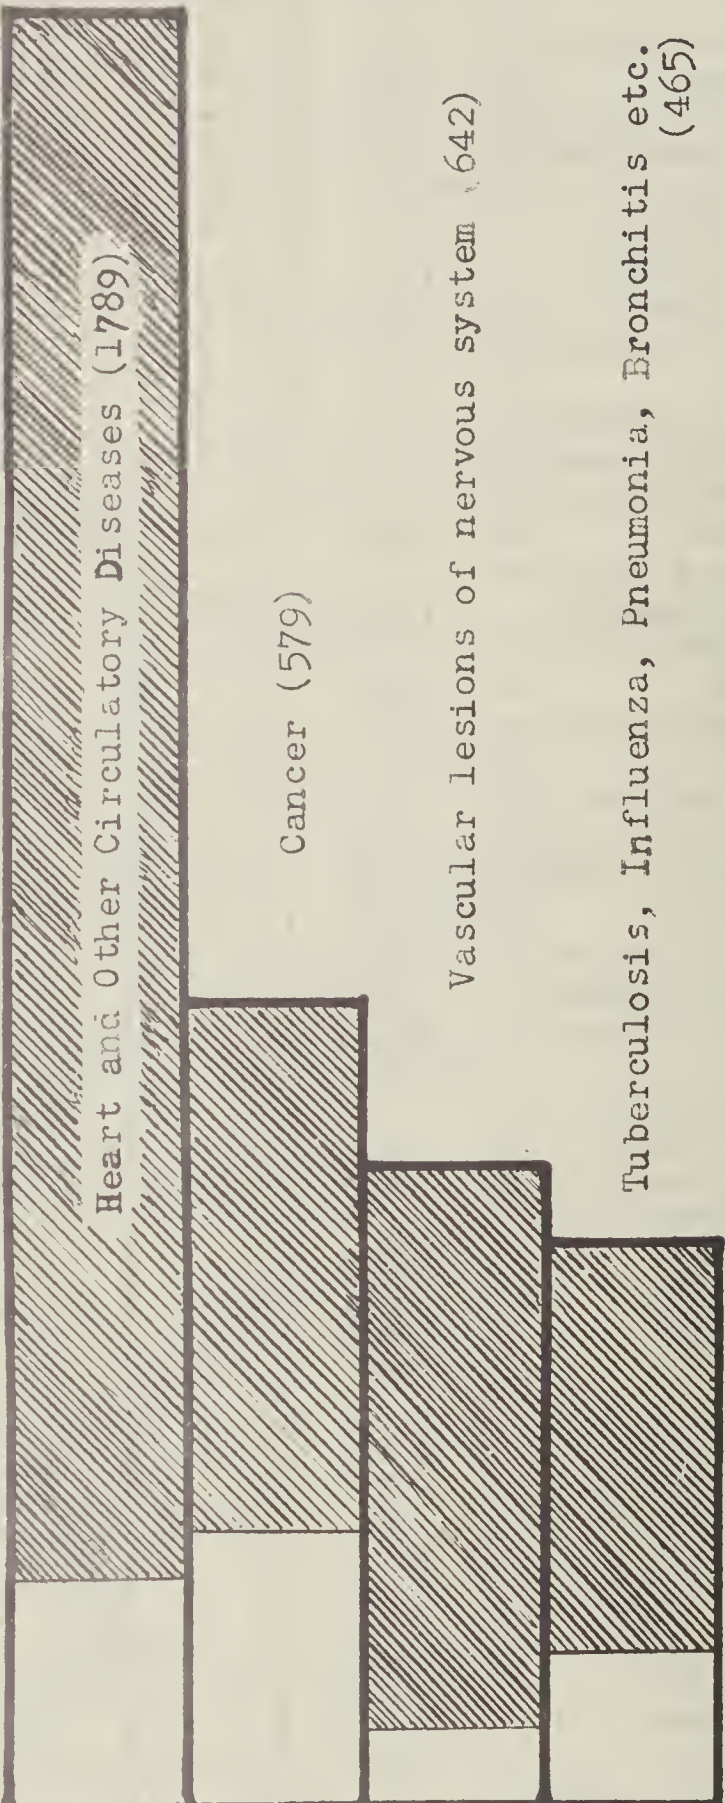 Heart and Other Circulatory Diseases (1789)
Cancer (579)
Vascular lesions of nervous system (642)
Tuberculosis, Influenza, Pneumonia, Bronchitis etc.
(465)